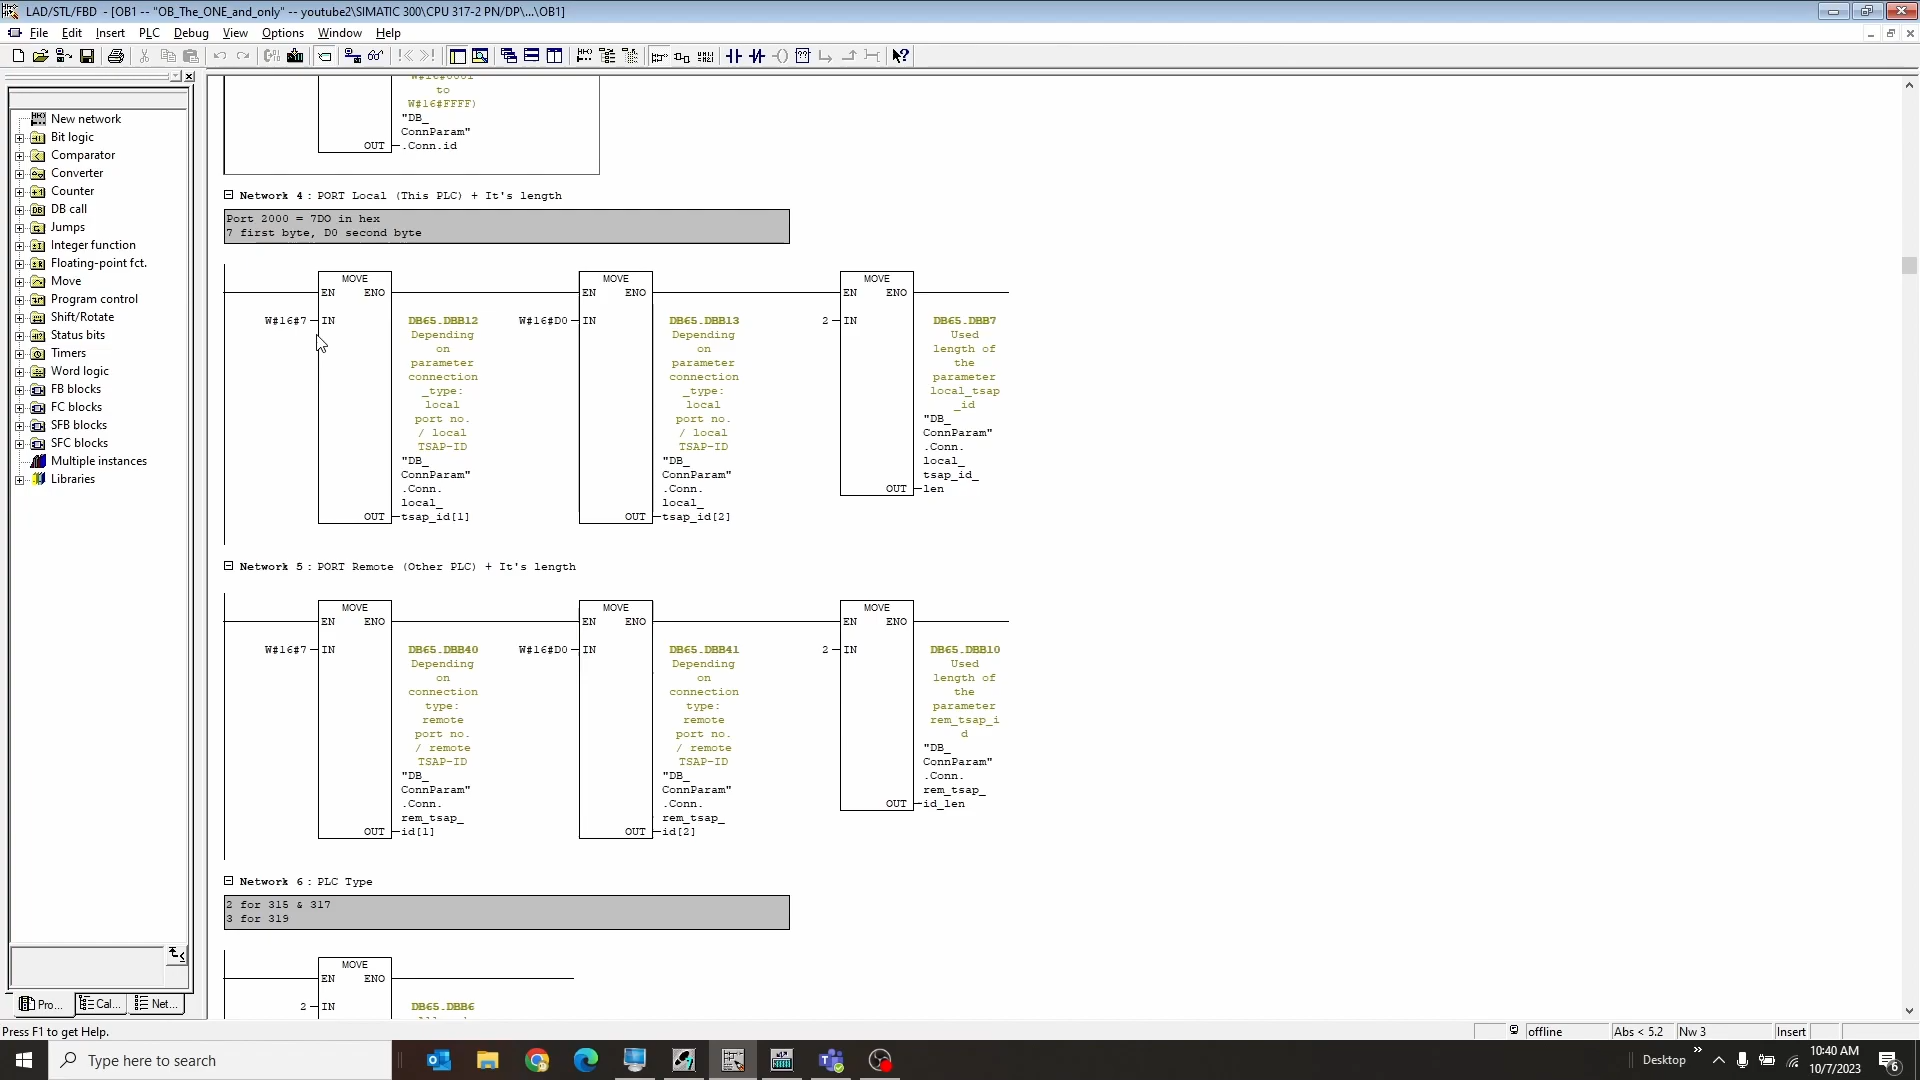 LAD/STL/FBD - [OB1 -- "OB_The_ONE_and_only" -- youtube2\SIMATIC 300\CPU 317-2 PN/DP\...\OB1]
File Edit Insert PLC Debug View Options Window Help
New network
Bit logic
Comparator
Converter
Counter
DB call
Jumps
Integer function
Floating-point fct.
Move
Program control
Shift/Rotate
Status bits
Timers
Word logic
FB blocks
FC blocks
SFB blocks
SFC blocks
Multiple instances
Libraries
Pro... Cal... Net...
W#16#0001
to
W#16#FFFF)
"DB_
ConnParam"
OUT .Conn.id
Network 4 : PORT Local (This PLC) + It's length
Port 2000 = 7DO in hex
7 first byte, D0 second byte
MOVE
EN ENO
W#16#7 IN
DB65.DBB12
Depending
on
parameter
connection
_type:
local
port no.
/ local
TSAP-ID
"DB_
ConnParam"
.Conn.
local_
OUT tsap_id[1]
MOVE
EN ENO
W#16#D0 IN
DB65.DBB13
Depending
on
parameter
connection
_type:
local
port no.
/ local
TSAP-ID
"DB_
ConnParam"
.Conn.
local_
OUT tsap_id[2]
MOVE
EN ENO
2 IN
DB65.DBB7
Used
length of
the
parameter
local_tsap
_id
"DB_
ConnParam"
.Conn.
local_
tsap_id_
OUT len
Network 5 : PORT Remote (Other PLC) + It's length
MOVE
EN ENO
W#16#7 IN
DB65.DBB40
Depending
on
connection
type:
remote
port no.
/ remote
TSAP-ID
"DB_
ConnParam"
.Conn.
rem_tsap_
OUT id[1]
MOVE
EN ENO
W#16#D0 IN
DB65.DBB41
Depending
on
connection
type:
remote
port no.
/ remote
TSAP-ID
"DB_
ConnParam"
.Conn.
rem_tsap_
OUT id[2]
MOVE
EN ENO
2 IN
DB65.DBB10
Used
length of
the
parameter
rem_tsap_i
d
"DB_
ConnParam"
.Conn.
rem_tsap_
OUT id_len
Network 6 : PLC Type
2 for 315 & 317
3 for 319
MOVE
EN ENO
2 IN
DB65.DBB6
Press F1 to get Help.
offline Abs < 5.2 Nw 3 Insert
Type here to search
Desktop
10:40 AM
10/7/2023
6